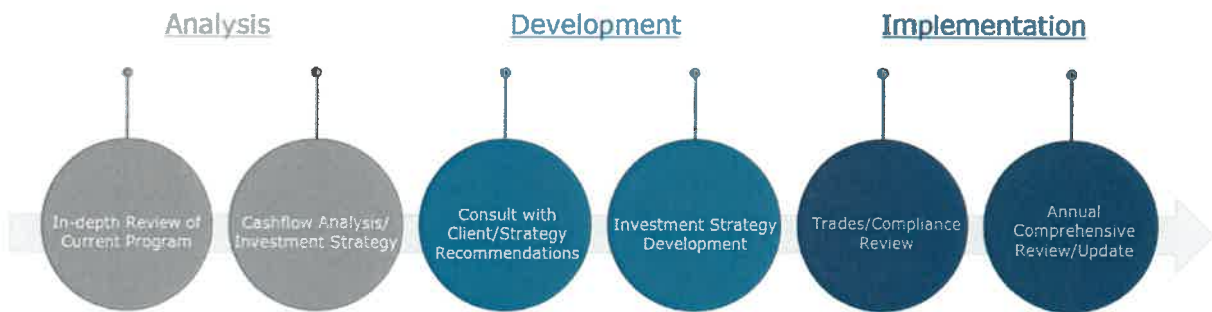 Analysis
Development
Implementation
In-depth Review of
Current Program
Cashflow Analysis/
Investment Strategy
Consult with
Client/Strategy
Recommendations
Investment Strategy
Development
Trades/Compliance
Review
Annual
Comprehensive
Review/Update